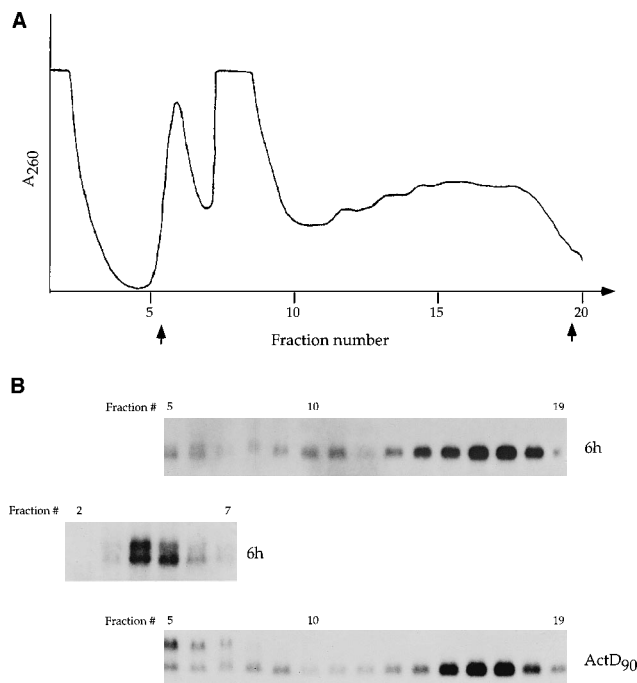 A
A260
5 10 15 20
Fraction number
B
Fraction # 5 10 19
6h
Fraction # 2 7
6h
Fraction # 5 10 19
ActD90